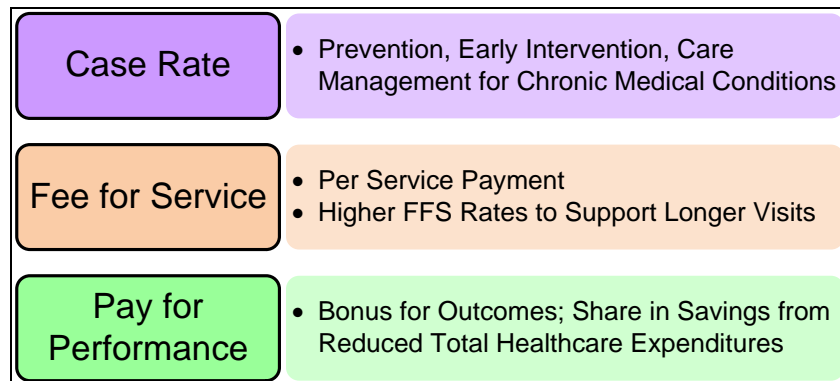 Case Rate
• Prevention, Early Intervention, Care
Management for Chronic Medical Conditions
Fee for Service
• Per Service Payment
• Higher FFS Rates to Support Longer Visits
Pay for
Performance
• Bonus for Outcomes; Share in Savings from
Reduced Total Healthcare Expenditures